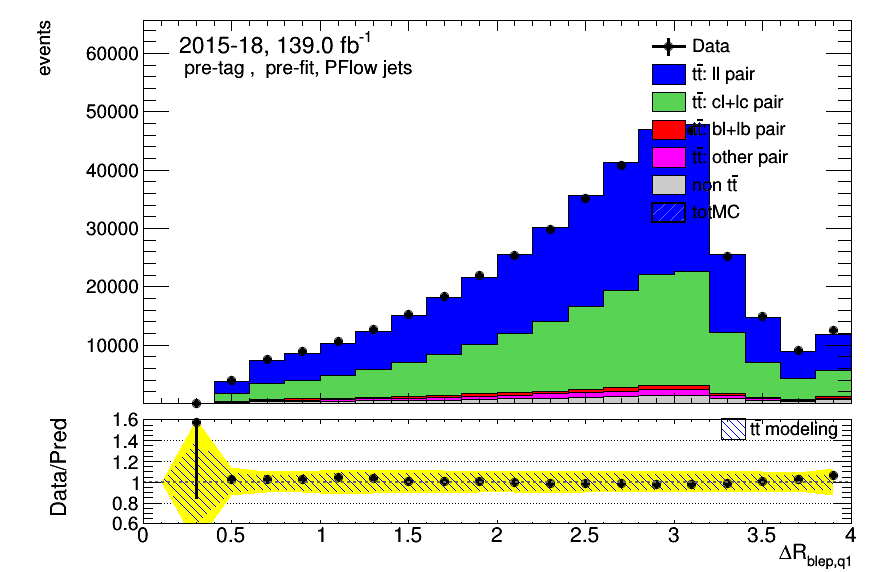 events
60000
50000
40000
30000
20000
10000
2015-18, 139.0 fb⁻¹
pre-tag , pre-fit, PFlow jets
Data
tt̄: ll pair
tt̄: cl+lc pair
tt̄: bl+lb pair
tt̄: other pair
non tt̄
totMC
Data/Pred
1.6
1.4
1.2
1
0.8
0.6
tt̄ modeling
0 0.5 1 1.5 2 2.5 3 3.5 4
ΔR_blep,q1